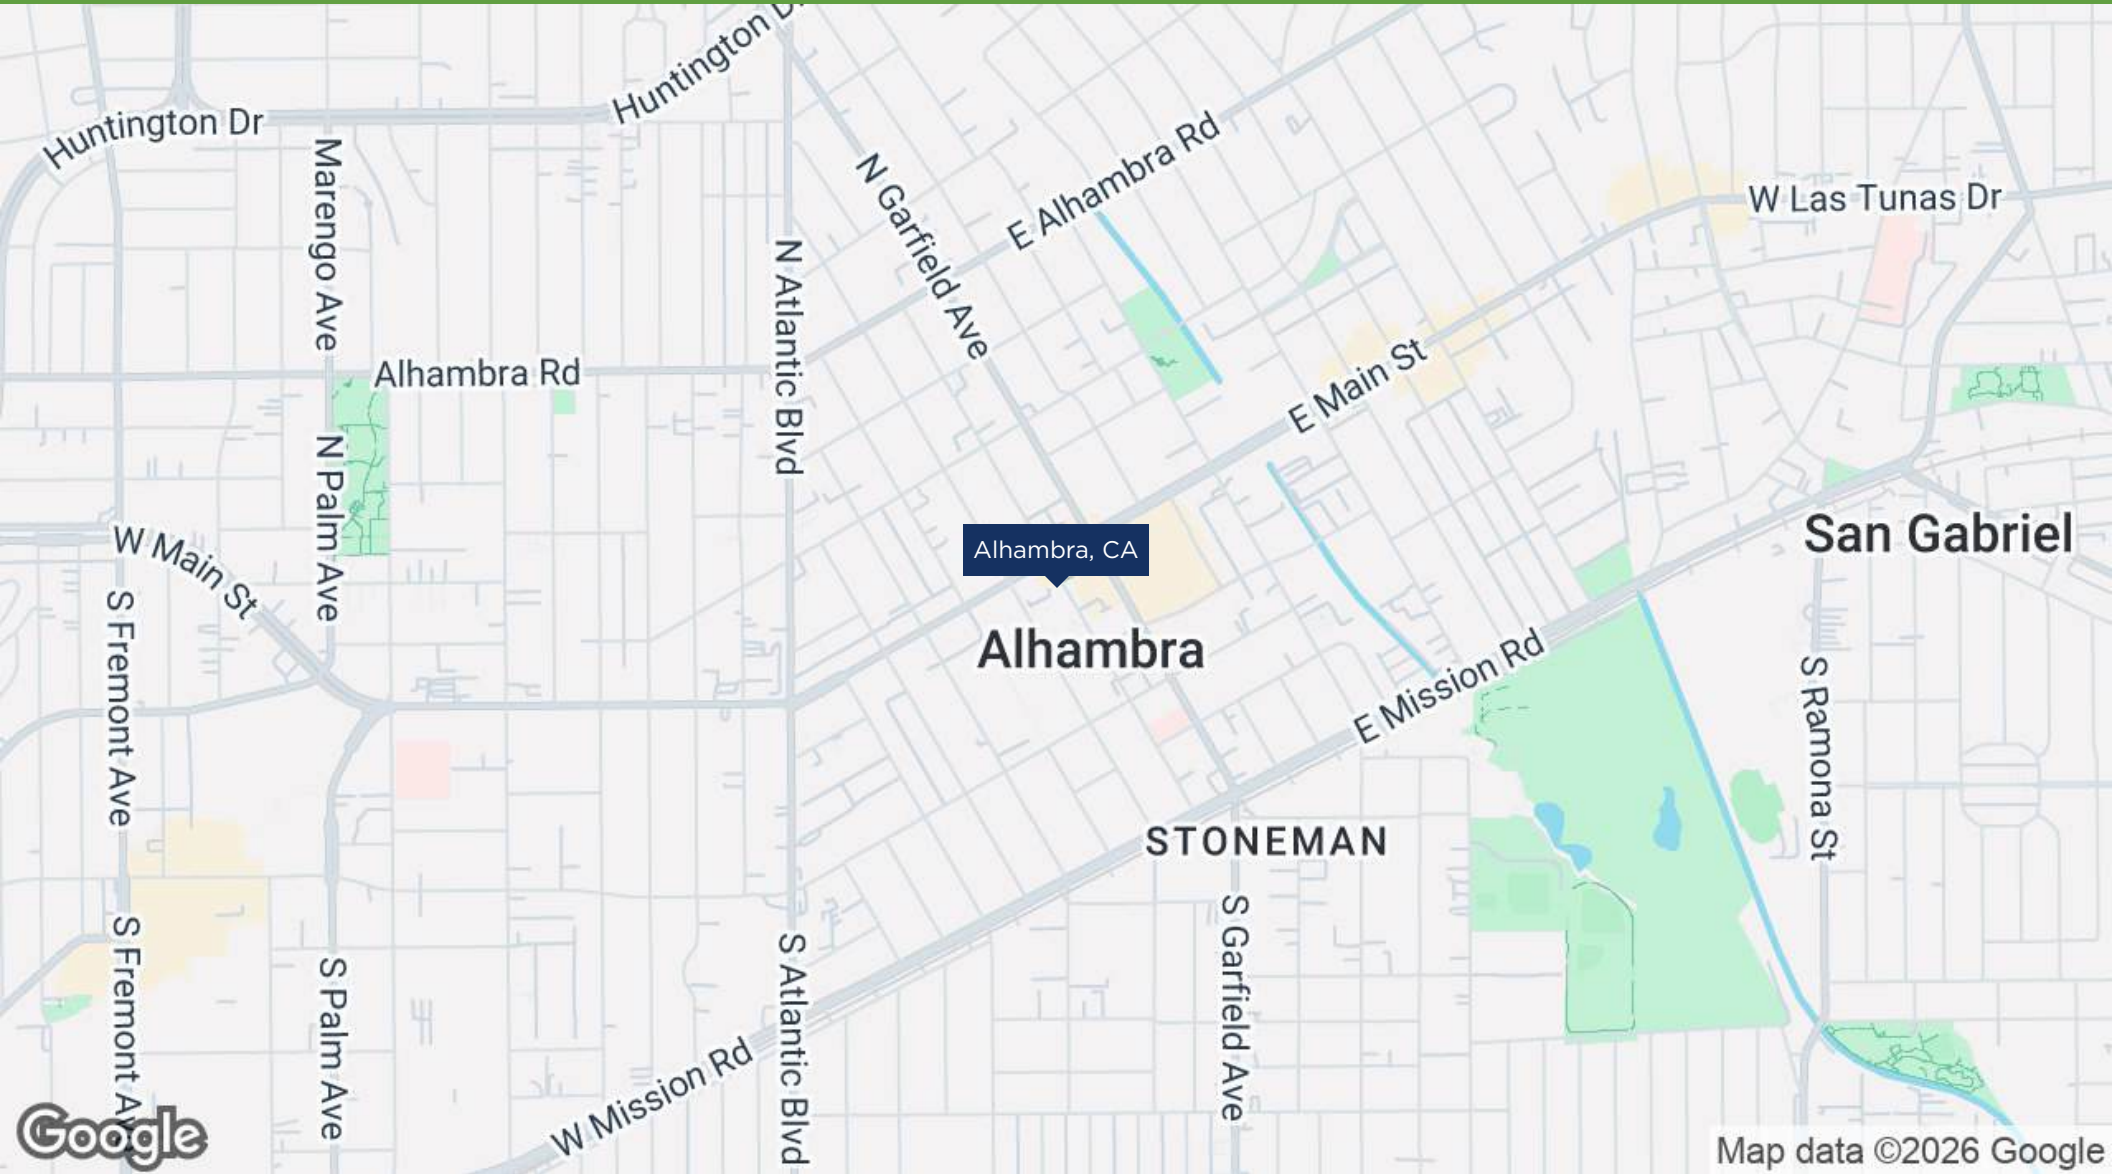 Huntington Dr
Huntington Dr
Marengo Ave
N Garfield Ave
E Alhambra Rd
W Las Tunas Dr
N Atlantic Blvd
Alhambra Rd
E Main St
N Palm Ave
W Main St
Alhambra, CA
San Gabriel
Alhambra
S Fremont Ave
E Mission Rd
S Ramona St
STONEMAN
S Garfield Ave
S Fremont Ave
S Palm Ave
S Atlantic Blvd
W Mission Rd
Google
Map data ©2026 Google